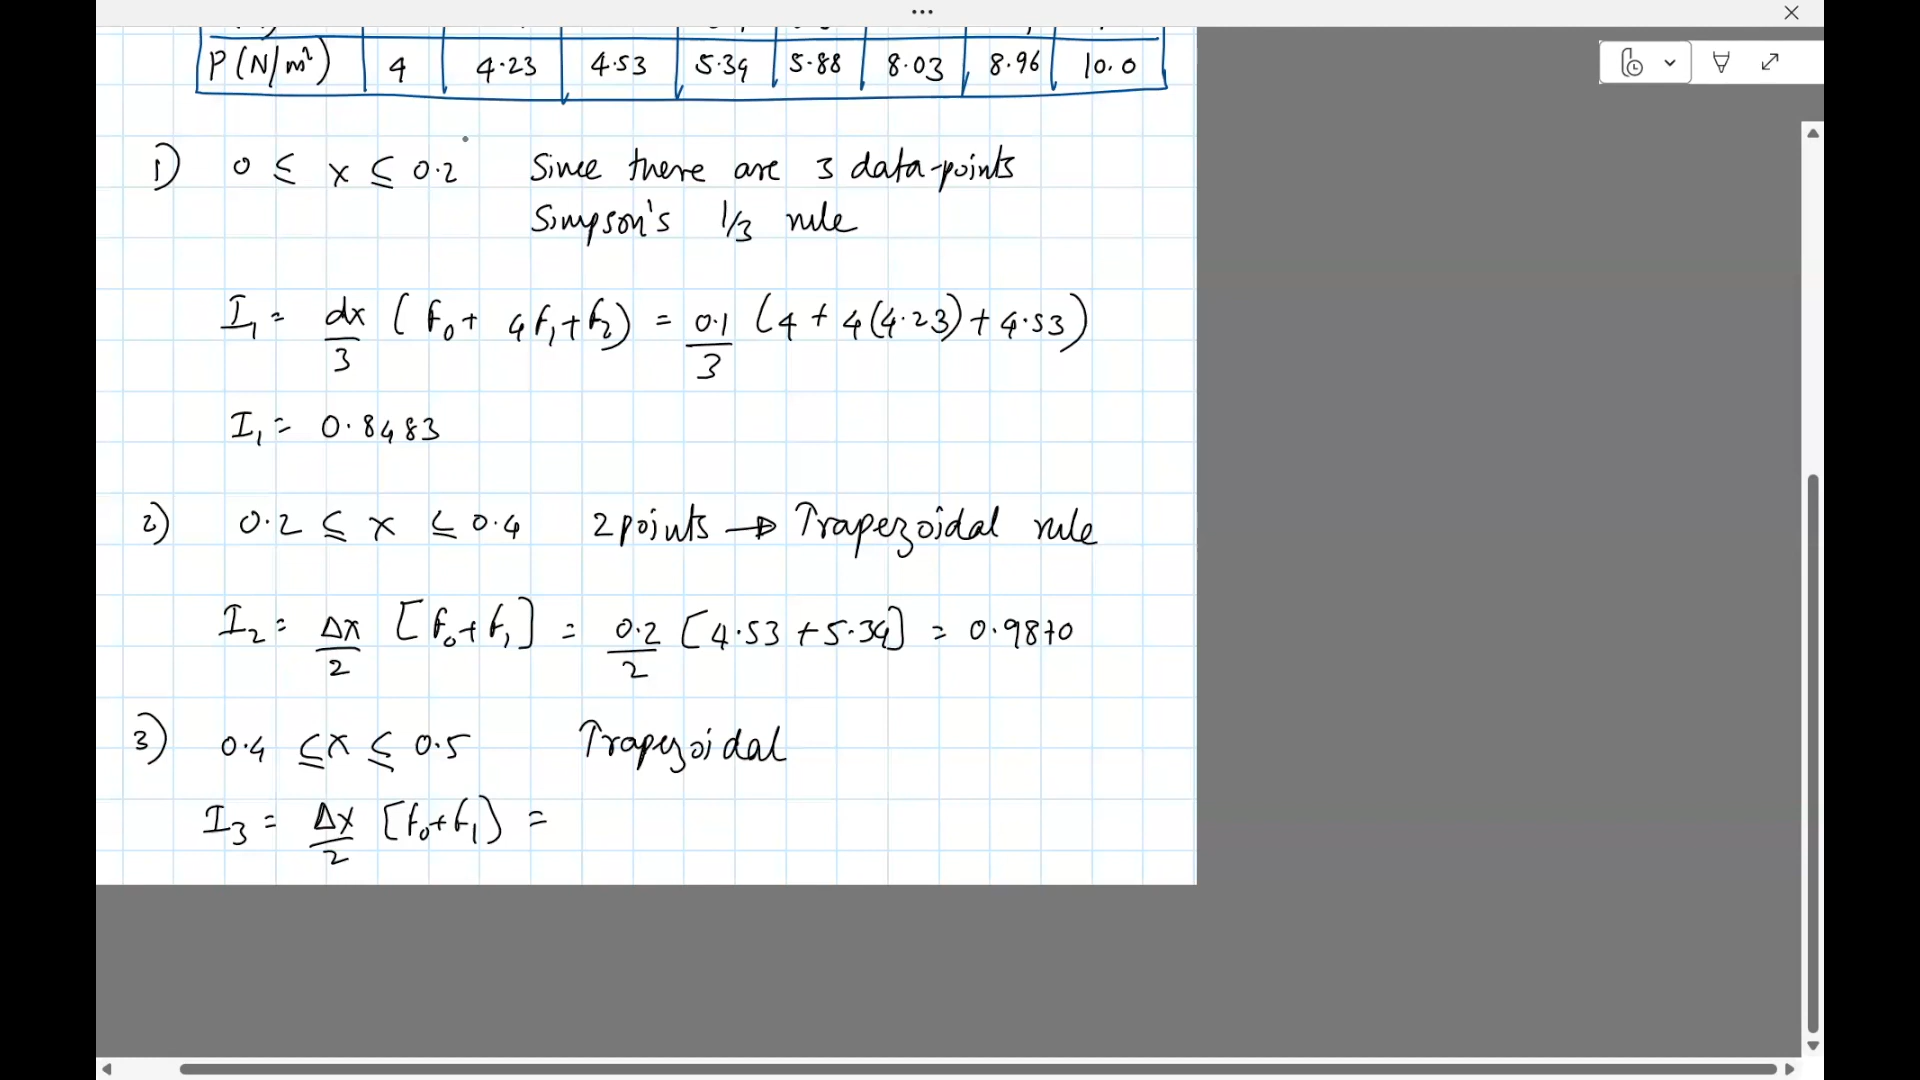 P (N/m²) 4 4.23 4.53 5.34 5.88 8.03 8.96 10.0
1) 0 ≤ x ≤ 0.2 Since there are 3 data-points
Simpson's 1/3 rule
I₁ = dx/3 (f₀ + 4f₁ + f₂) = 0.1/3 (4 + 4(4.23) + 4.53)
I₁ = 0.8483
2) 0.2 ≤ x ≤ 0.4 2 points → Trapezoidal rule
I₂ = Δx/2 [f₀ + f₁] = 0.2/2 [4.53 + 5.34] = 0.9870
3) 0.4 ≤ x ≤ 0.5 Trapezoidal
I₃ = Δx/2 [f₀ + f₁] =